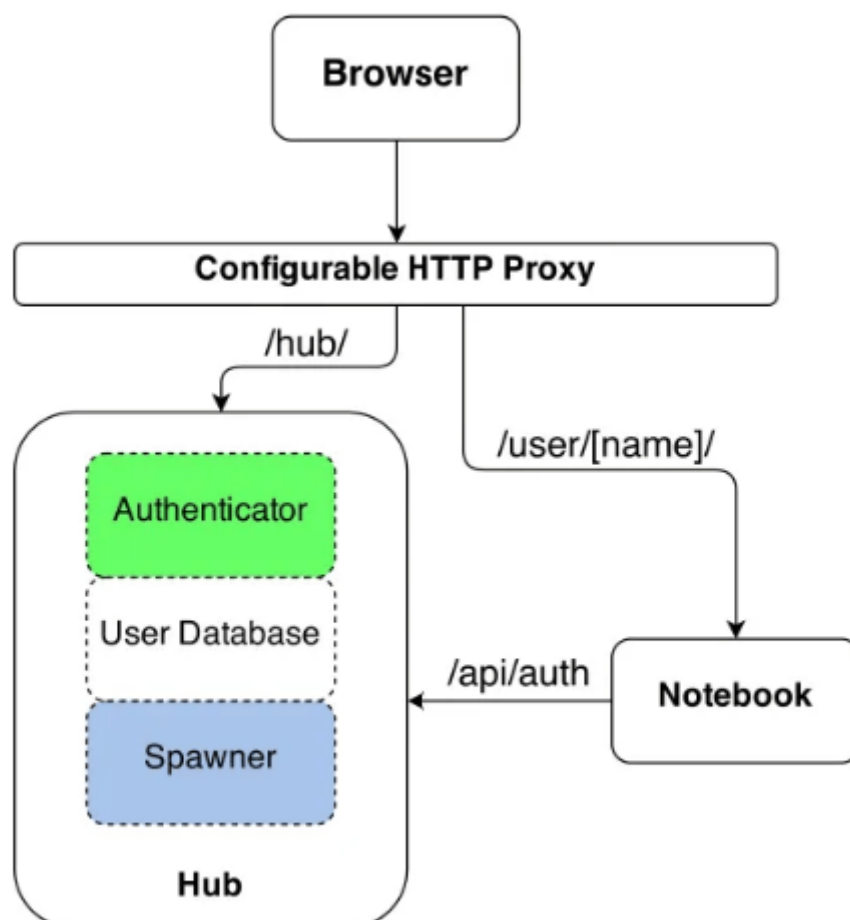 Browser
Configurable HTTP Proxy
/hub/
/user/[name]/
Authenticator
User Database
/api/auth
Notebook
Spawner
Hub